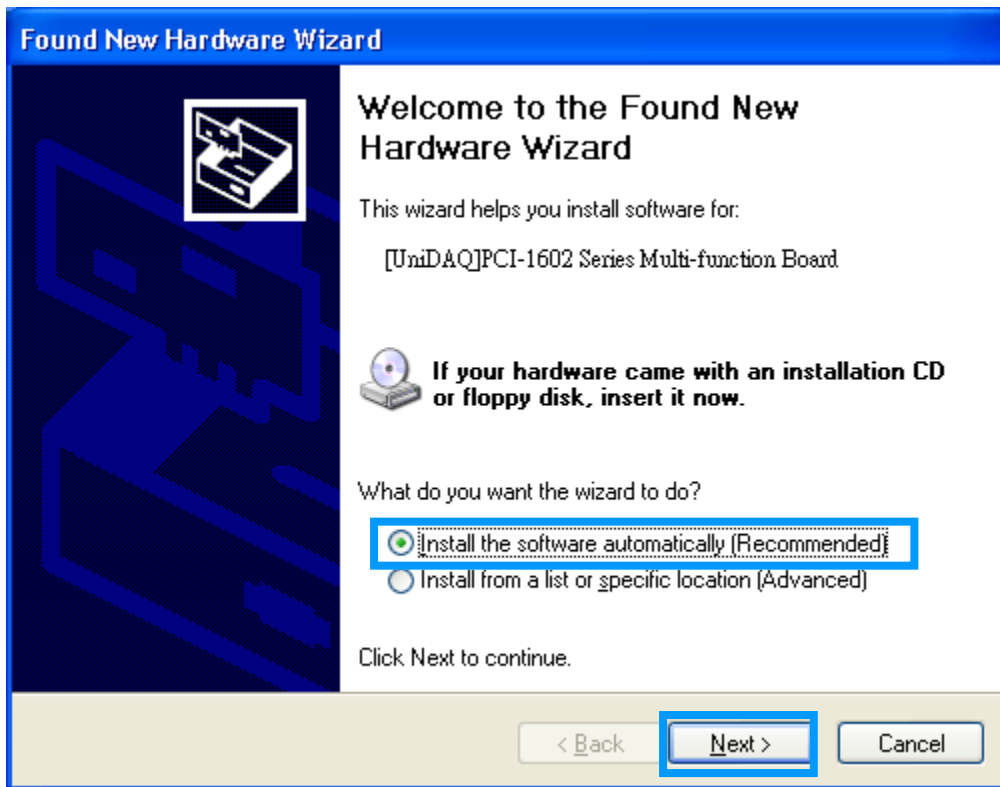 Found New Hardware Wizard
Welcome to the Found New
Hardware Wizard
This wizard helps you install software for:
[UniDAQ]PCI-1602 Series Multi-function Board
If your hardware came with an installation CD
or floppy disk, insert it now.
What do you want the wizard to do?
Install the software automatically (Recommended)
Install from a list or specific location (Advanced)
Click Next to continue.
< Back Next > Cancel